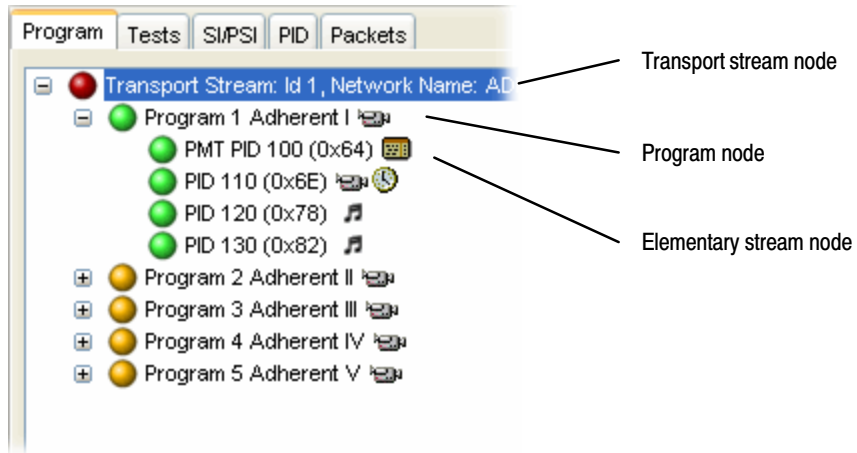 Program Tests SI/PSI PID Packets
Transport stream node
Transport Stream: Id 1, Network Name: AD
Program 1 Adherent I
Program node
PMT PID 100 (0x64)
PID 110 (0x6E)
PID 120 (0x78)
Elementary stream node
PID 130 (0x82)
Program 2 Adherent II
Program 3 Adherent III
Program 4 Adherent IV
Program 5 Adherent V